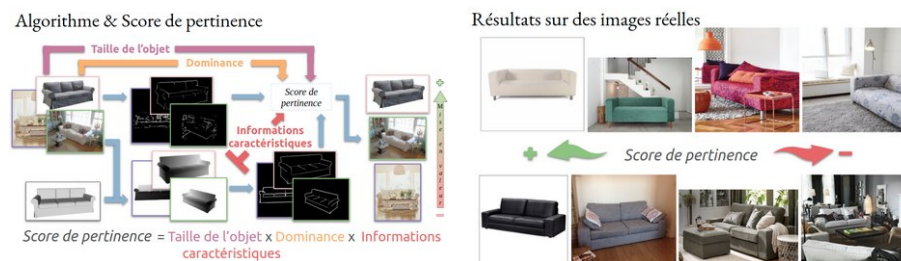 Algorithme & Score de pertinence
Taille de l'objet
Dominance
Score de
pertinence
Informations
caractéristiques
+
Mise en valeur
−
Score de pertinence = Taille de l'objet x Dominance x Informations
caractéristiques
Résultats sur des images réelles
+ Score de pertinence −